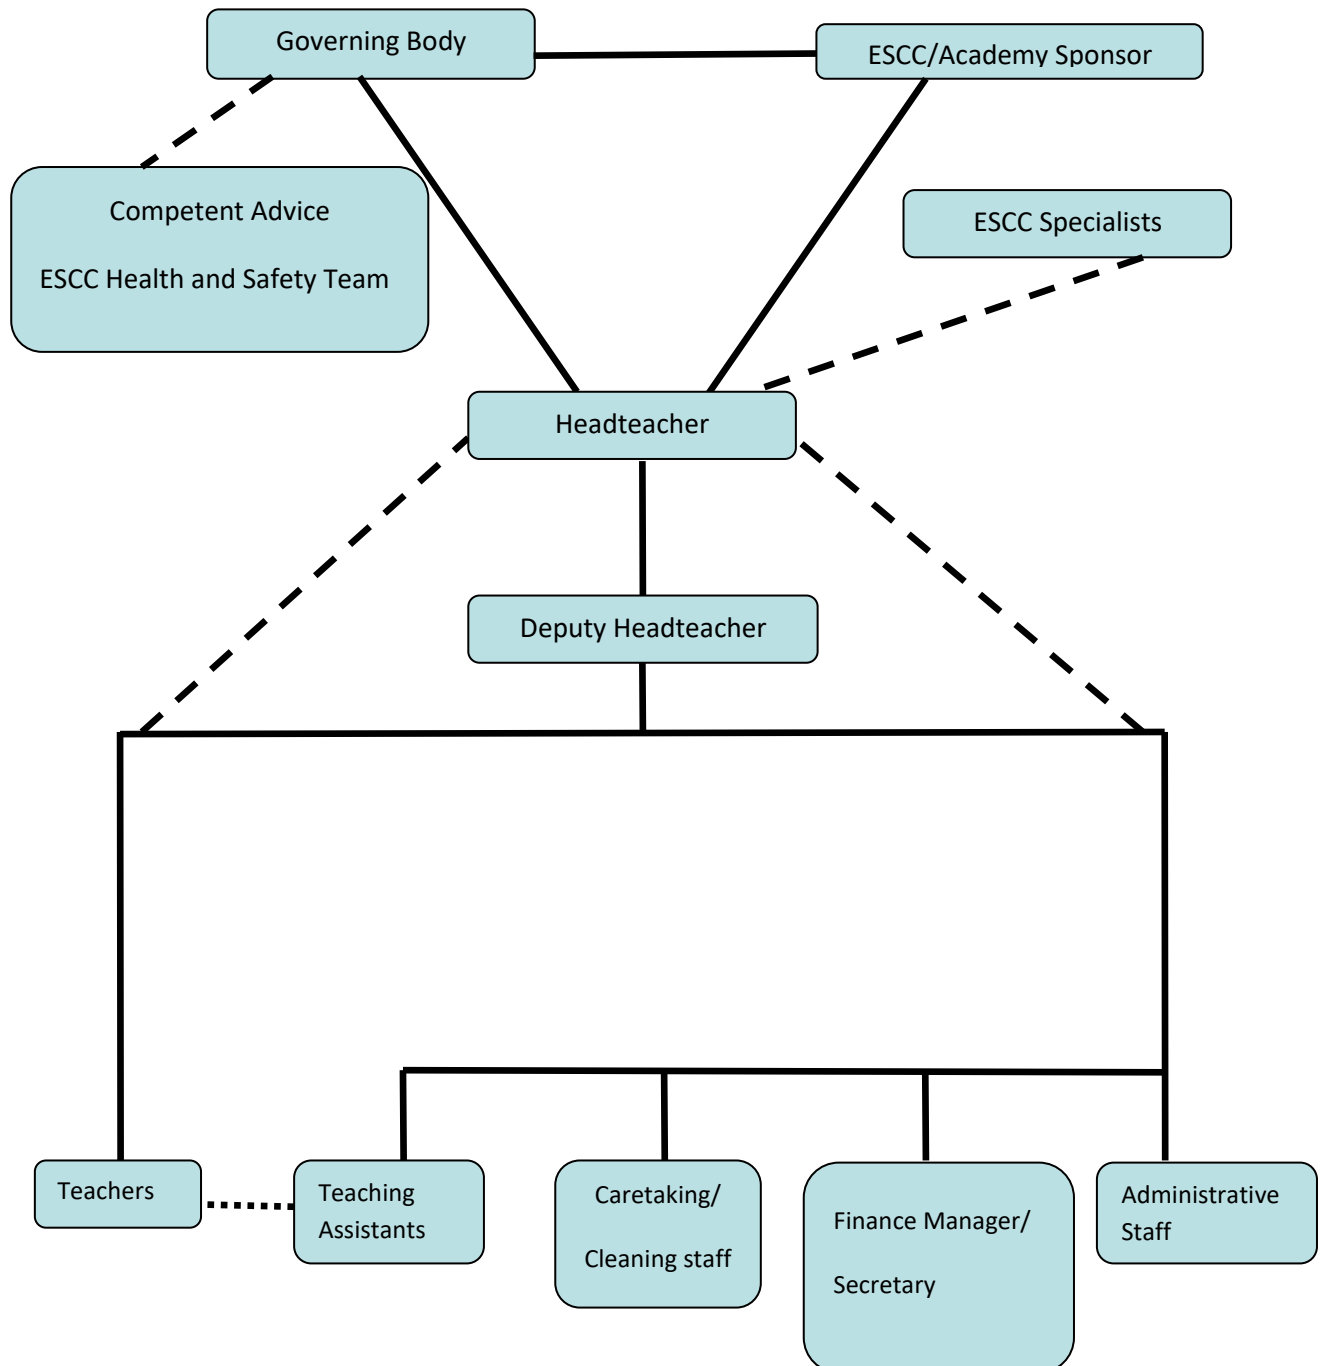 Governing Body
ESCC/Academy Sponsor
Competent Advice
ESCC Health and Safety Team
ESCC Specialists
Headteacher
Deputy Headteacher
Teachers
Teaching
Assistants
Caretaking/
Cleaning staff
Finance Manager/
Secretary
Administrative
Staff